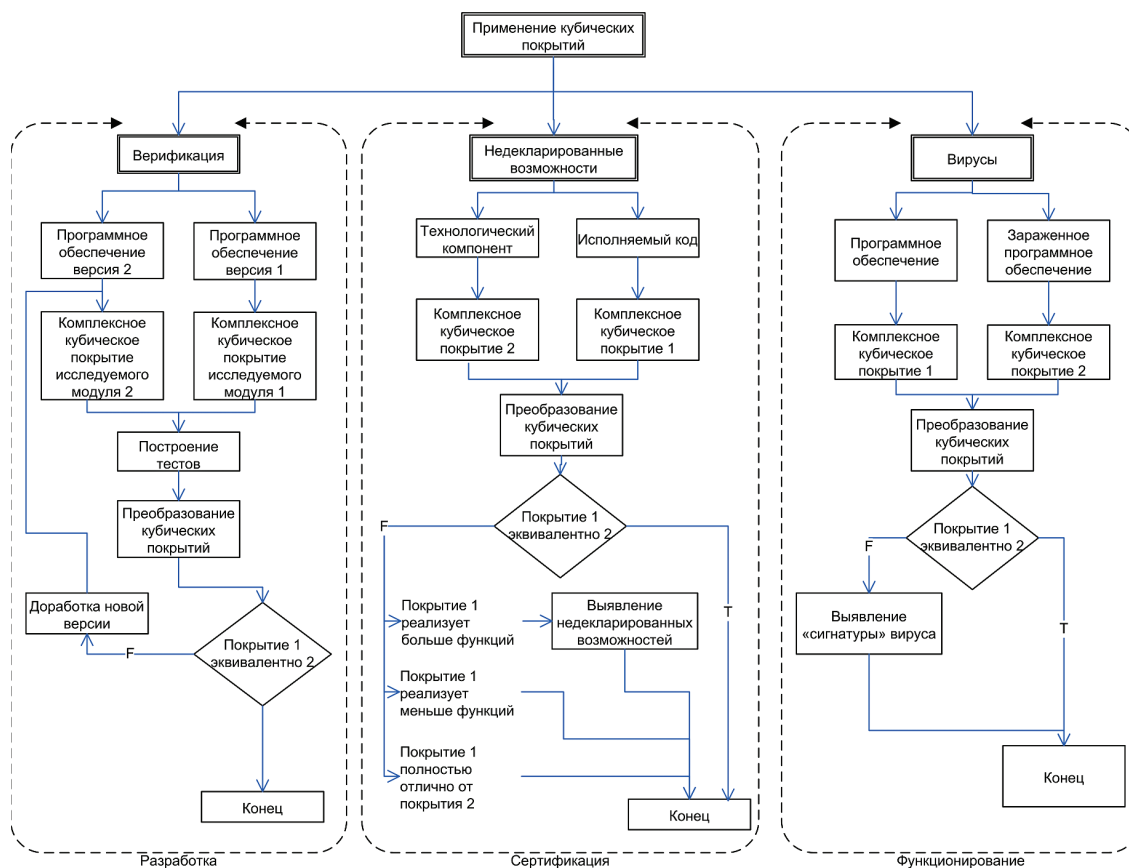 Применение кубических
покрытий
Верификация
Программное
обеспечение
версия 2
Программное
обеспечение
версия 1
Комплексное
кубическое
покрытие
исследуемого
модуля 2
Комплексное
кубическое
покрытие
исследуемого
модуля 1
Построение
тестов
Преобразование
кубических
покрытий
Доработка новой
версии
F
Покрытие 1
эквивалентно 2
Конец
Разработка
Недекларированные
возможности
Технологический
компонент
Исполняемый код
Комплексное
кубическое
покрытие 2
Комплексное
кубическое
покрытие 1
Преобразование
кубических
покрытий
Покрытие 1
эквивалентно 2
F
T
Покрытие 1
реализует
больше функций
Выявление
недекларированных
возможностей
Покрытие 1
реализует
меньше функций
Покрытие 1
полностью
отлично от
покрытия 2
Конец
Сертификация
Вирусы
Программное
обеспечение
Зараженное
программное
обеспечение
Комплексное
кубическое
покрытие 1
Комплексное
кубическое
покрытие 2
Преобразование
кубических
покрытий
Покрытие 1
эквивалентно 2
F
T
Выявление
«сигнатуры» вируса
Конец
Функционирование